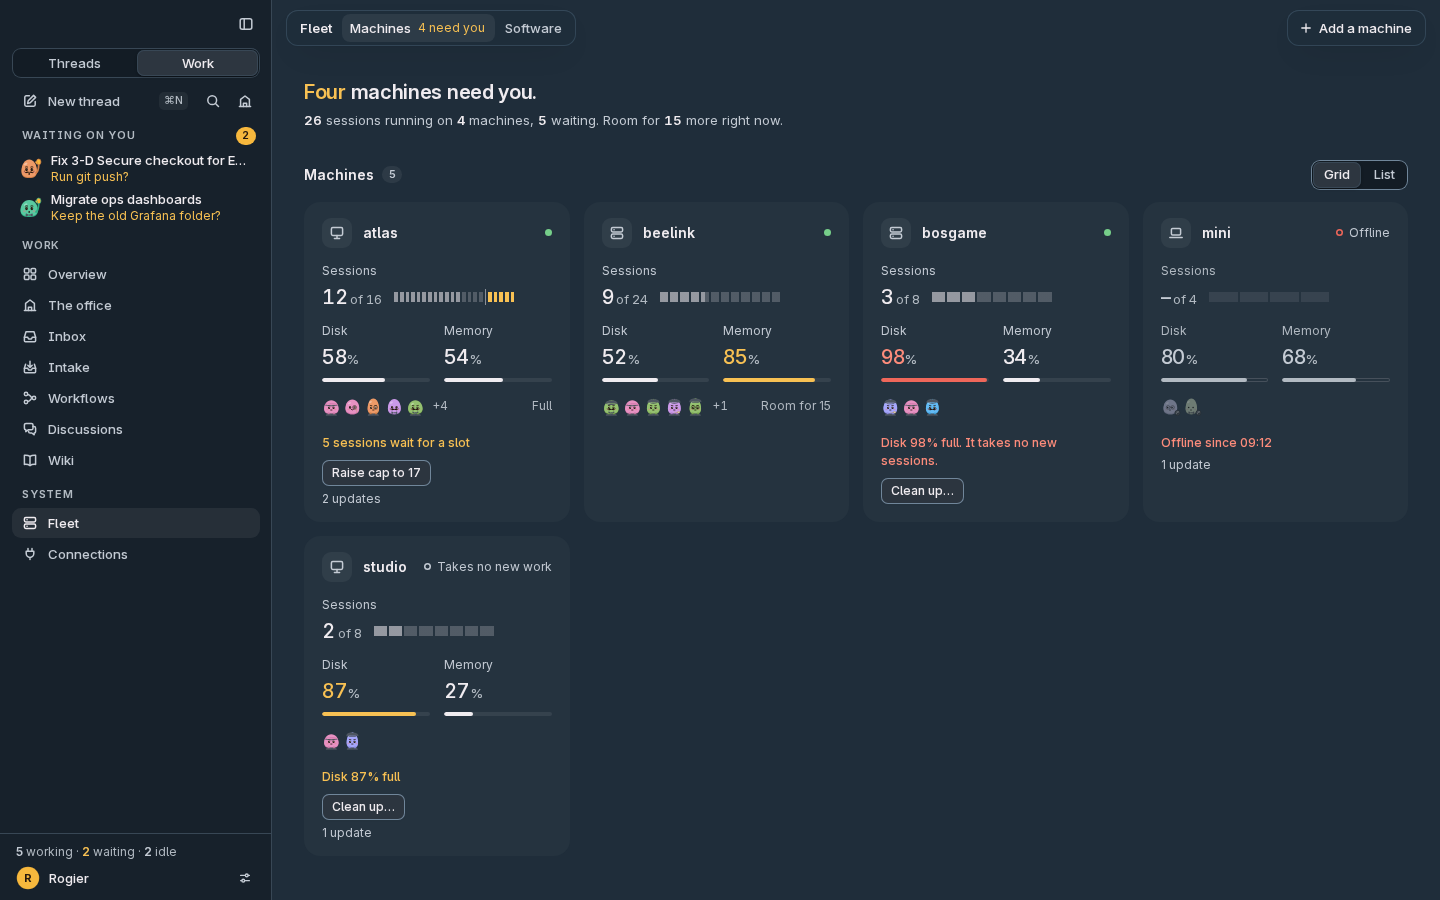 Threads
Work
New thread
⌘N
WAITING ON YOU
2
Fix 3-D Secure checkout for E…
Run git push?
Migrate ops dashboards
Keep the old Grafana folder?
WORK
Overview
The office
Inbox
Intake
Workflows
Discussions
Wiki
SYSTEM
Fleet
Connections
5 working · 2 waiting · 2 idle
R
Rogier
Fleet
Machines 4 need you
Software
+ Add a machine
Four machines need you.
26 sessions running on 4 machines, 5 waiting. Room for 15 more right now.
Machines 5
Grid
List
atlas
Sessions
12 of 16
Disk
Memory
58%
54%
+4
Full
5 sessions wait for a slot
Raise cap to 17
2 updates
beelink
Sessions
9 of 24
Disk
Memory
52%
85%
+1
Room for 15
bosgame
Sessions
3 of 8
Disk
Memory
98%
34%
Disk 98% full. It takes no new
sessions.
Clean up…
mini
Offline
Sessions
– of 4
Disk
Memory
80%
68%
Offline since 09:12
1 update
studio
Takes no new work
Sessions
2 of 8
Disk
Memory
87%
27%
Disk 87% full
Clean up…
1 update